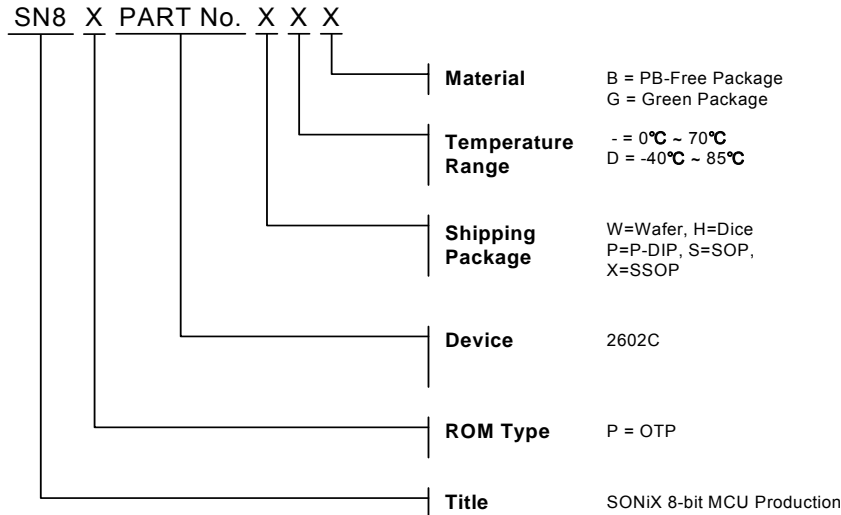 SN8 X PART No. X X X
Material B = PB-Free Package
G = Green Package
Temperature Range - = 0℃ ~ 70℃
D = -40℃ ~ 85℃
Shipping Package W=Wafer, H=Dice
P=P-DIP, S=SOP,
X=SSOP
Device 2602C
ROM Type P = OTP
Title SONiX 8-bit MCU Production